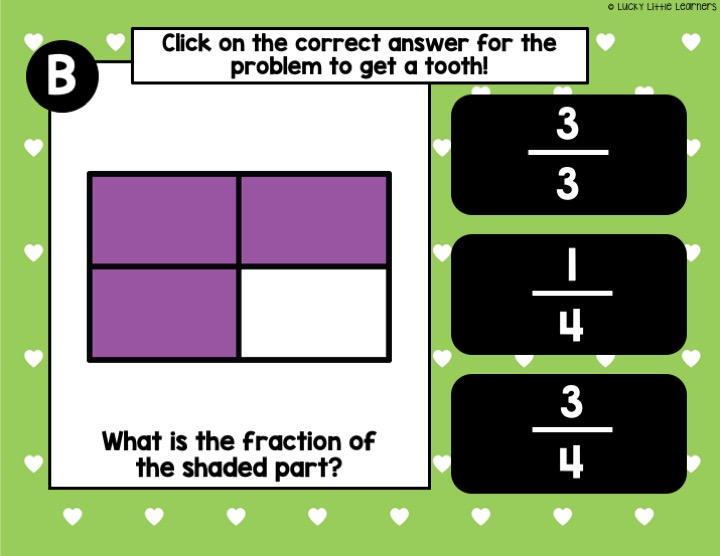 © Lucky Little Learners
Click on the correct answer for the
problem to get a tooth!
B
What is the fraction of
the shaded part?
3
3
1
4
3
4